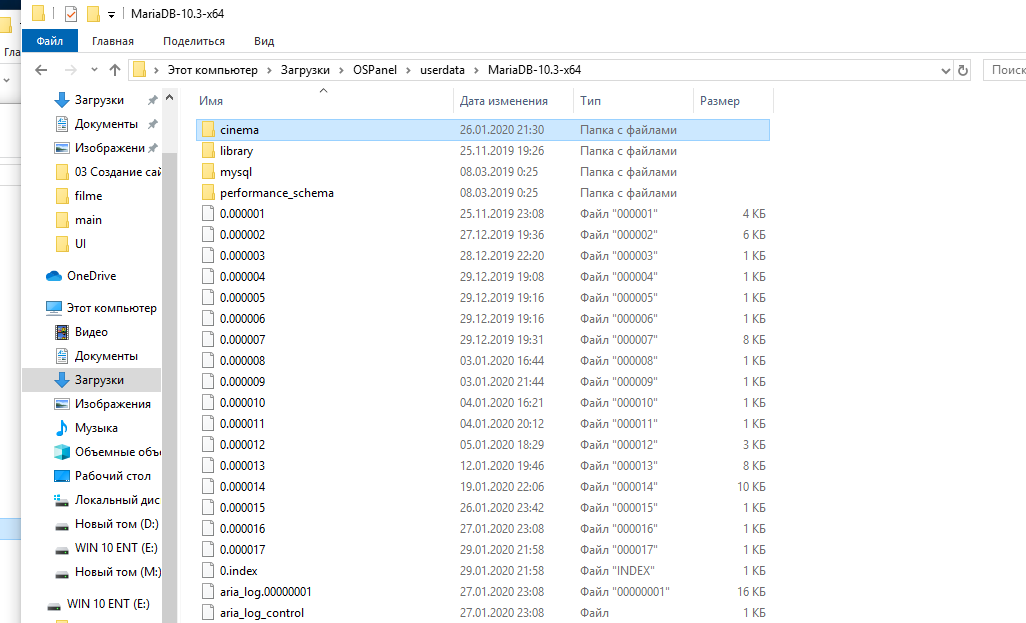 MariaDB-10.3-x64
Файл Главная Поделиться Вид
Гла
Этот компьютер > Загрузки > OSPanel > userdata > MariaDB-10.3-x64 Поиск
Имя Дата изменения Тип Размер
Загрузки
Документы
Изображени
03 Создание сай
filme
main
UI
OneDrive
Этот компьютер
Видео
Документы
Загрузки
Изображения
Музыка
Объемные объ
Рабочий стол
Локальный дис
Новый том (D:)
WIN 10 ENT (E:)
Новый том (M:)
WIN 10 ENT (E:)
cinema 26.01.2020 21:30 Папка с файлами
library 25.11.2019 19:26 Папка с файлами
mysql 08.03.2019 0:25 Папка с файлами
performance_schema 08.03.2019 0:25 Папка с файлами
0.000001 25.11.2019 23:08 Файл "000001" 4 КБ
0.000002 27.12.2019 19:36 Файл "000002" 6 КБ
0.000003 28.12.2019 22:20 Файл "000003" 1 КБ
0.000004 29.12.2019 19:08 Файл "000004" 1 КБ
0.000005 29.12.2019 19:16 Файл "000005" 1 КБ
0.000006 29.12.2019 19:16 Файл "000006" 1 КБ
0.000007 29.12.2019 19:31 Файл "000007" 8 КБ
0.000008 03.01.2020 16:44 Файл "000008" 1 КБ
0.000009 03.01.2020 21:44 Файл "000009" 1 КБ
0.000010 04.01.2020 16:21 Файл "000010" 1 КБ
0.000011 04.01.2020 20:12 Файл "000011" 1 КБ
0.000012 05.01.2020 18:29 Файл "000012" 3 КБ
0.000013 12.01.2020 19:46 Файл "000013" 8 КБ
0.000014 19.01.2020 22:06 Файл "000014" 10 КБ
0.000015 26.01.2020 23:42 Файл "000015" 1 КБ
0.000016 27.01.2020 23:08 Файл "000016" 1 КБ
0.000017 29.01.2020 21:58 Файл "000017" 1 КБ
0.index 29.01.2020 21:58 Файл "INDEX" 1 КБ
aria_log.00000001 27.01.2020 23:08 Файл "00000001" 16 КБ
aria_log_control 27.01.2020 23:08 Файл 1 КБ